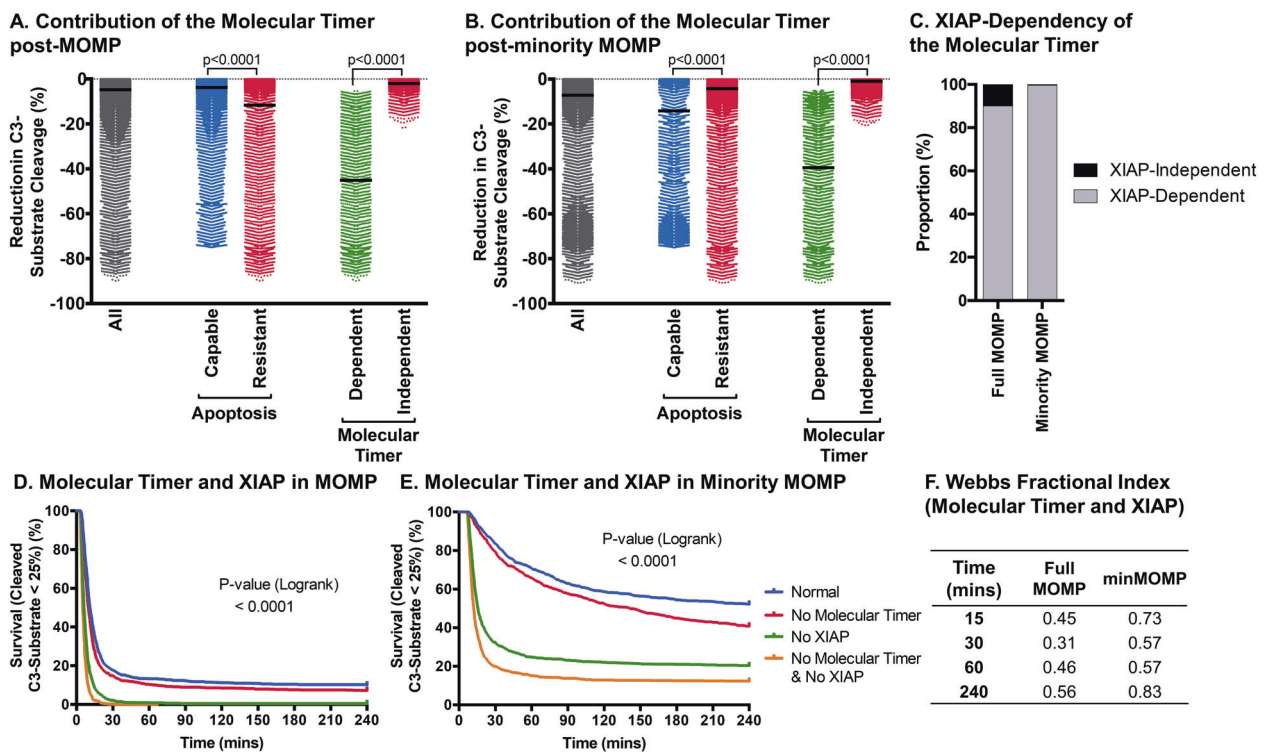 A. Contribution of the Molecular Timer
post-MOMP
Reductionin C3-
Substrate Cleavage (%)
0
-20
-40
-60
-80
-100
p<0.0001
p<0.0001
All
Capable
Resistant
Dependent
Independent
Apoptosis
Molecular
Timer
B. Contribution of the Molecular Timer
post-minority MOMP
Reduction in C3-
Substrate Cleavage (%)
0
-20
-40
-60
-80
-100
p<0.0001
p<0.0001
All
Capable
Resistant
Dependent
Independent
Apoptosis
Molecular
Timer
C. XIAP-Dependency of
the Molecular Timer
Proportion (%)
100
80
60
40
20
0
Full MOMP
Minority MOMP
XIAP-Independent
XIAP-Dependent
D. Molecular Timer and XIAP in MOMP
Survival (Cleaved
C3-Substrate < 25%) (%)
100
80
60
40
20
0
P-value (Logrank)
< 0.0001
0 30 60 90 120 150 180 210 240
Time (mins)
E. Molecular Timer and XIAP in Minority MOMP
Survival (Cleaved
C3-Substrate < 25%) (%)
100
80
60
40
20
0
P-value (Logrank)
< 0.0001
0 30 60 90 120 150 180 210 240
Time (mins)
Normal
No Molecular Timer
No XIAP
No Molecular Timer
& No XIAP
F. Webbs Fractional Index
(Molecular Timer and XIAP)
Time (mins) Full MOMP minMOMP
15 0.45 0.73
30 0.31 0.57
60 0.46 0.57
240 0.56 0.83